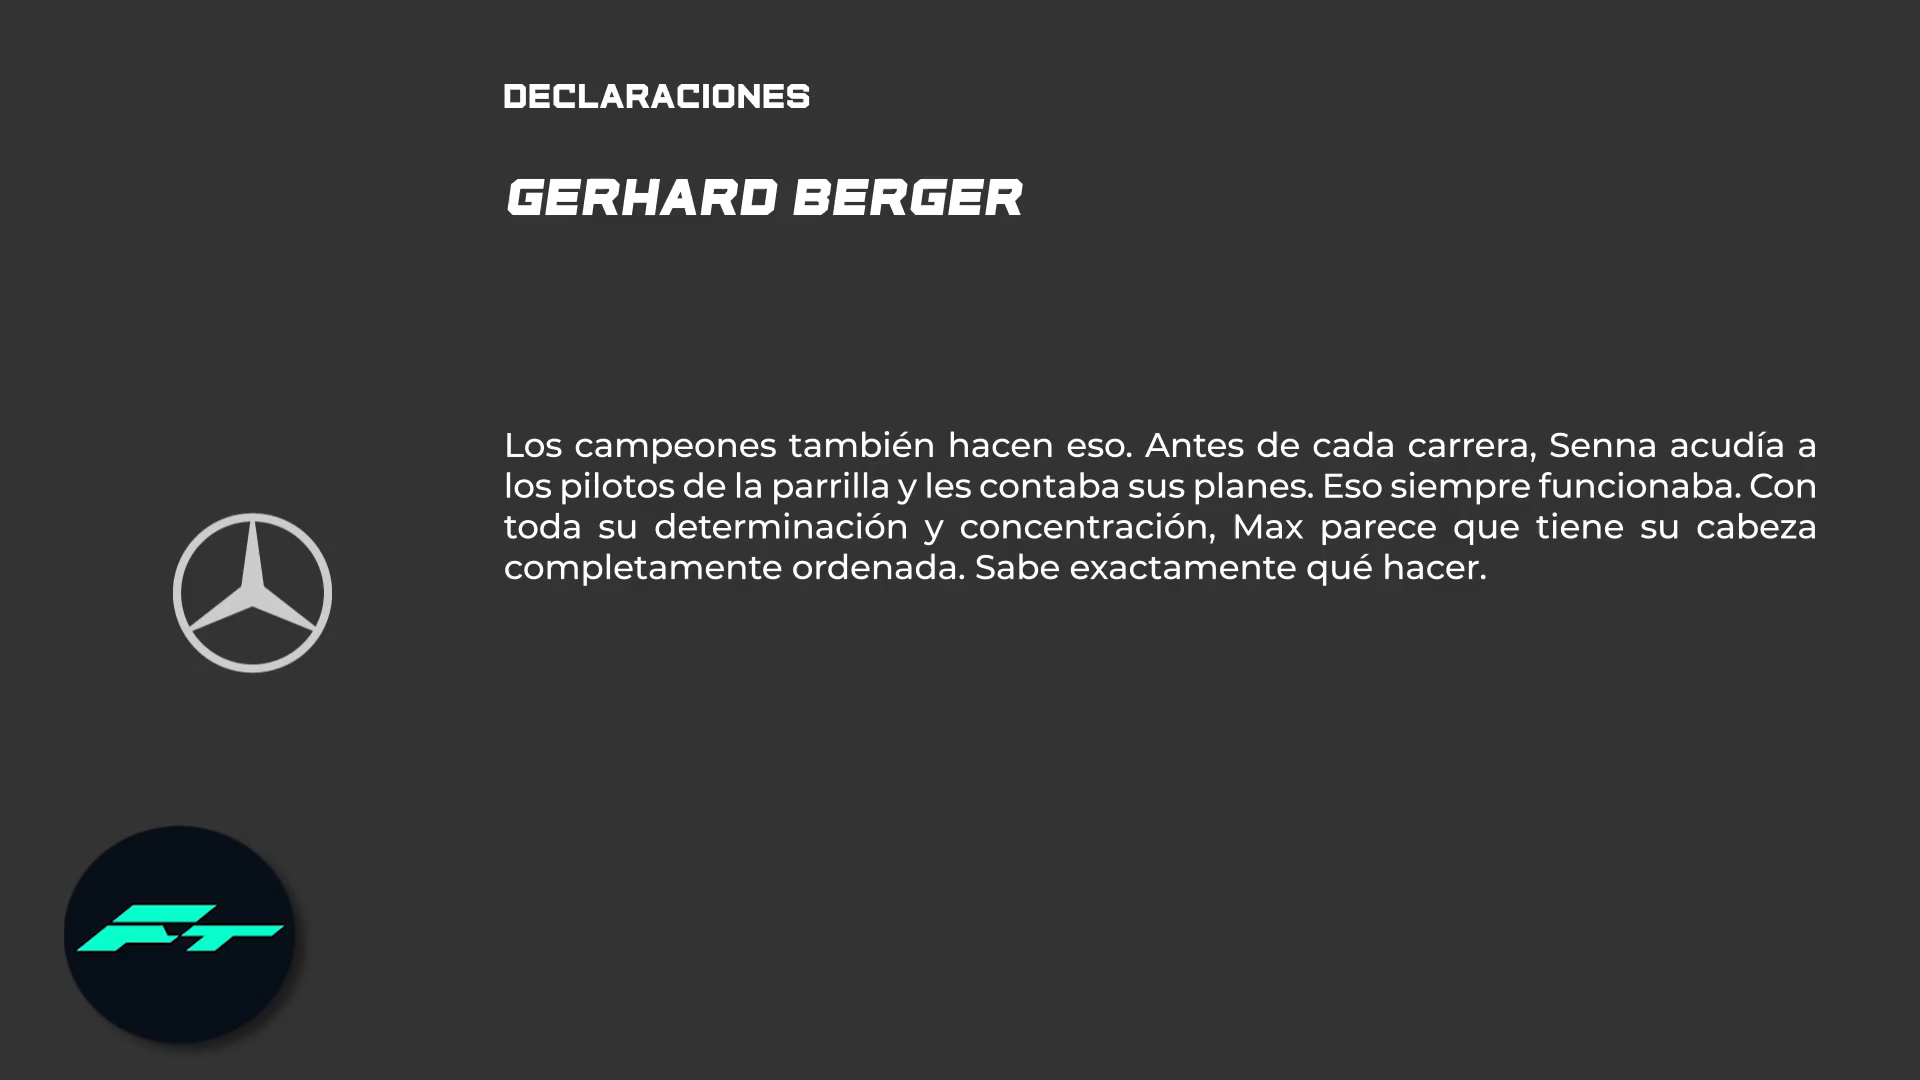 DECLARACIONES
GERHARD BERGER
Los campeones también hacen eso. Antes de cada carrera, Senna acudía a
los pilotos de la parrilla y les contaba sus planes. Eso siempre funcionaba. Con
toda su determinación y concentración, Max parece que tiene su cabeza
completamente ordenada. Sabe exactamente qué hacer.
FT